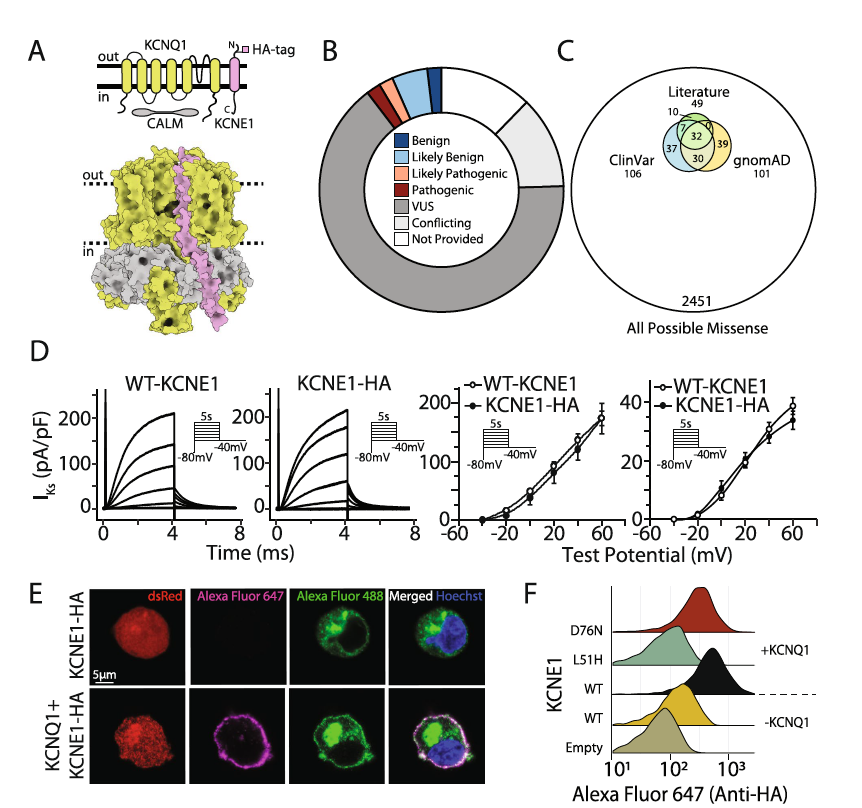 A
KCNQ1
N
HA-tag
out
in
C
CALM
KCNE1
out
in
B
Benign
Likely Benign
Likely Pathogenic
Pathogenic
VUS
Conflicting
Not Provided
C
Literature
49
10
7
0
32
37
39
30
ClinVar
106
gnomAD
101
2451
All Possible Missense
D
WT-KCNE1
KCNE1-HA
WT-KCNE1
KCNE1-HA
WT-KCNE1
KCNE1-HA
IKs (pA/pF)
200
100
0
0 4 8
5s
-80mV
-40mV
200
100
0
0 4 8
5s
-80mV
-40mV
Time (ms)
200
100
0
-60 -20 20 60
5s
-80mV
-40mV
40
20
0
-60 -20 20 60
5s
-80mV
-40mV
Test Potential (mV)
E
dsRed
Alexa Fluor 647
Alexa Fluor 488
Merged Hoechst
KCNE1-HA
5µm
KCNQ1+
KCNE1-HA
F
KCNE1
D76N
L51H
WT
WT
Empty
+KCNQ1
-KCNQ1
10¹ 10² 10³
Alexa Fluor 647 (Anti-HA)